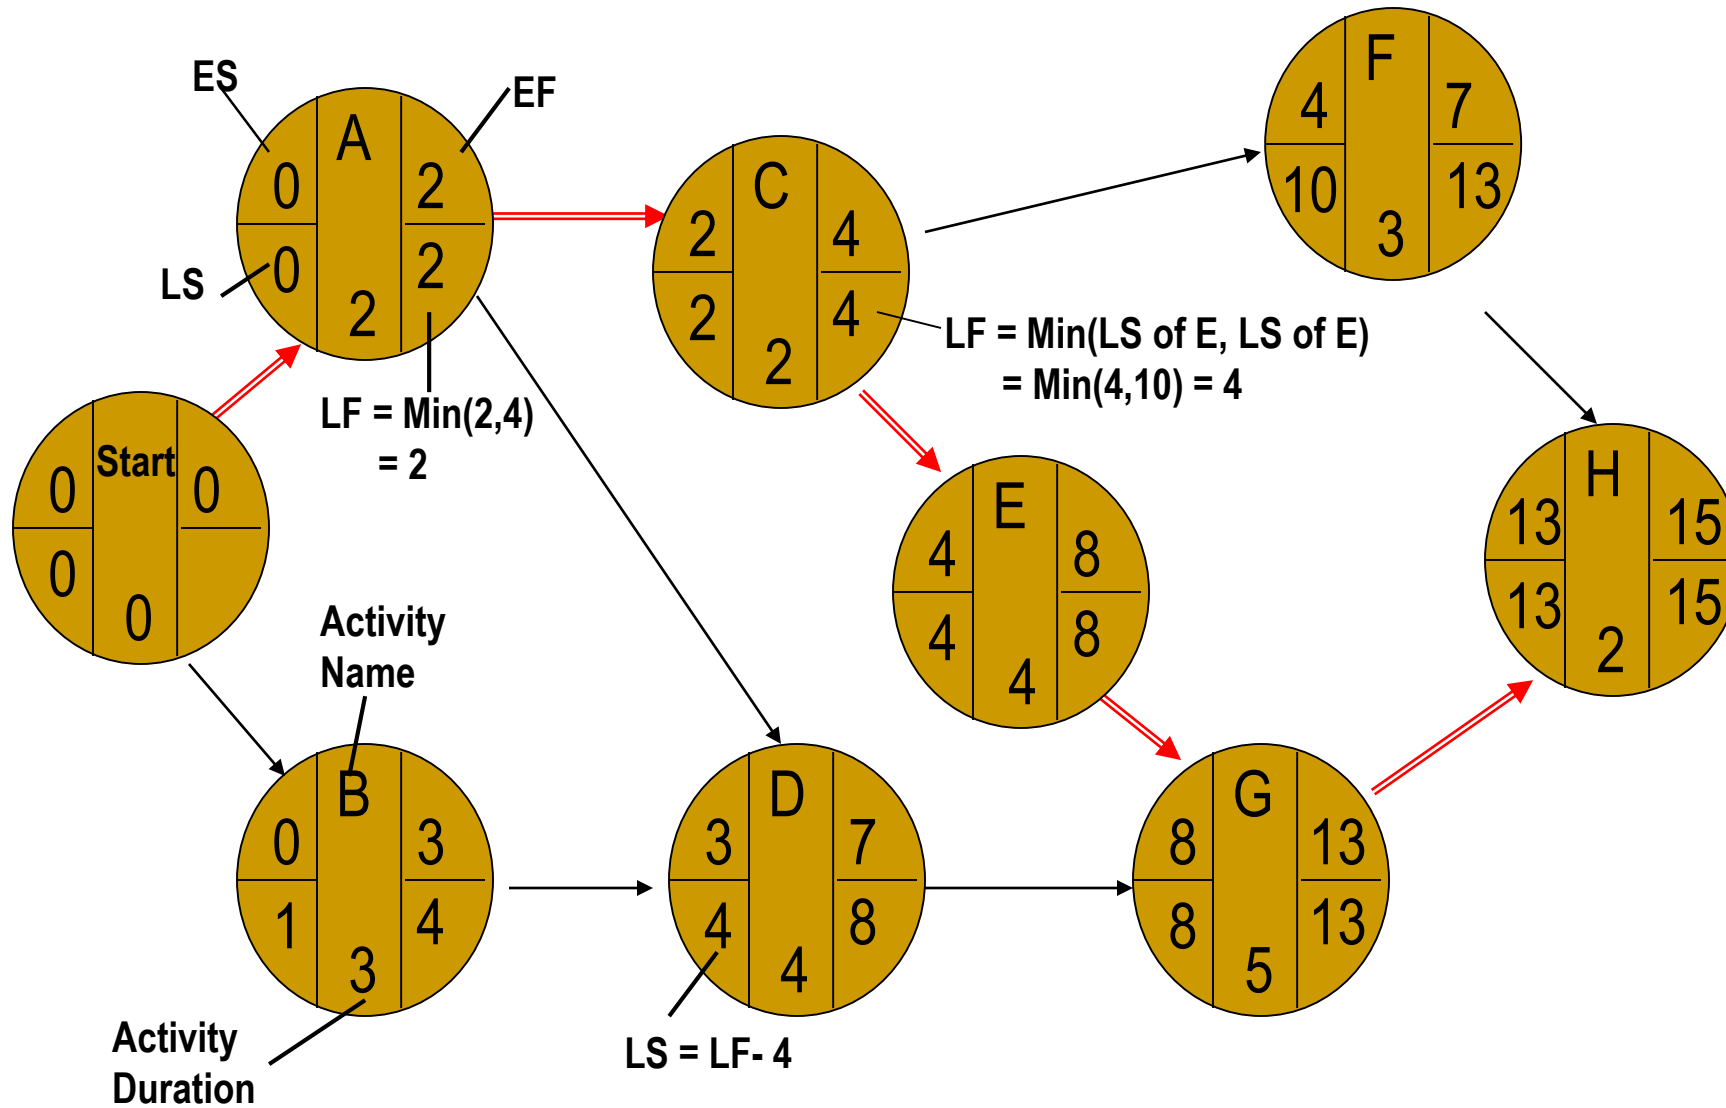 ES
EF
A
0
2
0
2
2
LS
LF = Min(2,4)
= 2
C
2
4
2
4
2
F
4
7
10
13
3
LF = Min(LS of E, LS of E)
= Min(4,10) = 4
Start
0
0
0
0
E
4
8
4
8
4
H
13
15
13
15
2
Activity
Name
B
0
3
1
4
3
D
3
7
4
8
4
G
8
13
8
13
5
Activity
Duration
LS = LF- 4